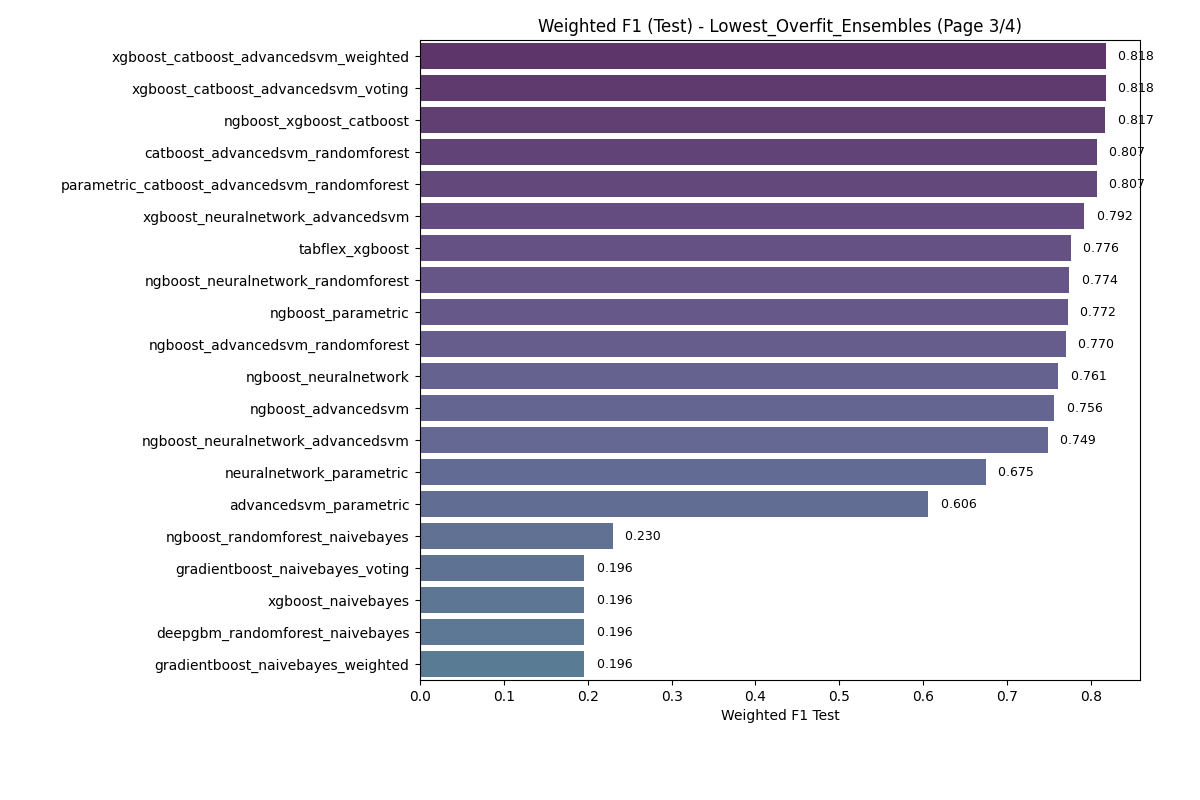 Weighted F1 (Test) - Lowest_Overfit_Ensembles (Page 3/4)
xgboost_catboost_advancedsvm_weighted 0.818
xgboost_catboost_advancedsvm_voting 0.818
ngboost_xgboost_catboost 0.817
catboost_advancedsvm_randomforest 0.807
parametric_catboost_advancedsvm_randomforest 0.807
xgboost_neuralnetwork_advancedsvm 0.792
tabflex_xgboost 0.776
ngboost_neuralnetwork_randomforest 0.774
ngboost_parametric 0.772
ngboost_advancedsvm_randomforest 0.770
ngboost_neuralnetwork 0.761
ngboost_advancedsvm 0.756
ngboost_neuralnetwork_advancedsvm 0.749
neuralnetwork_parametric 0.675
advancedsvm_parametric 0.606
ngboost_randomforest_naivebayes 0.230
gradientboost_naivebayes_voting 0.196
xgboost_naivebayes 0.196
deepgbm_randomforest_naivebayes 0.196
gradientboost_naivebayes_weighted 0.196
0.0 0.1 0.2 0.3 0.4 0.5 0.6 0.7 0.8
Weighted F1 Test